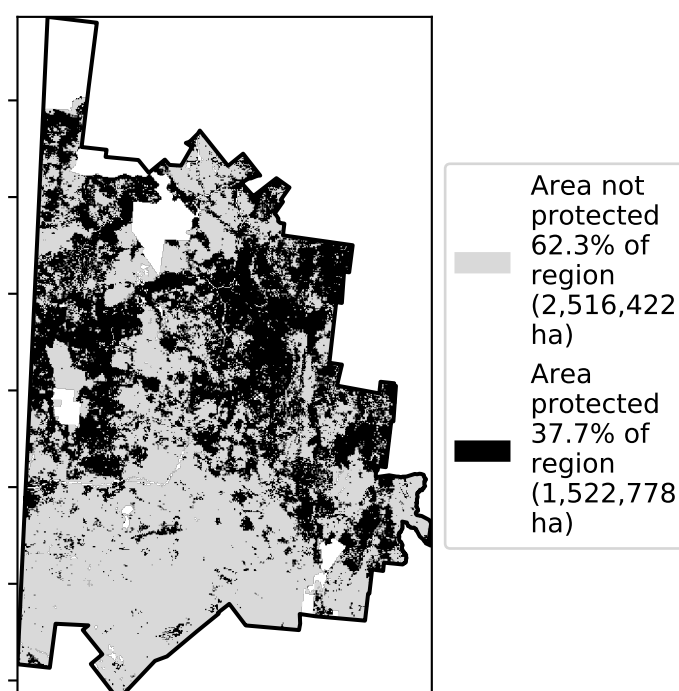 Area not
protected
62.3% of
region
(2,516,422
ha)
Area
protected
37.7% of
region
(1,522,778
ha)